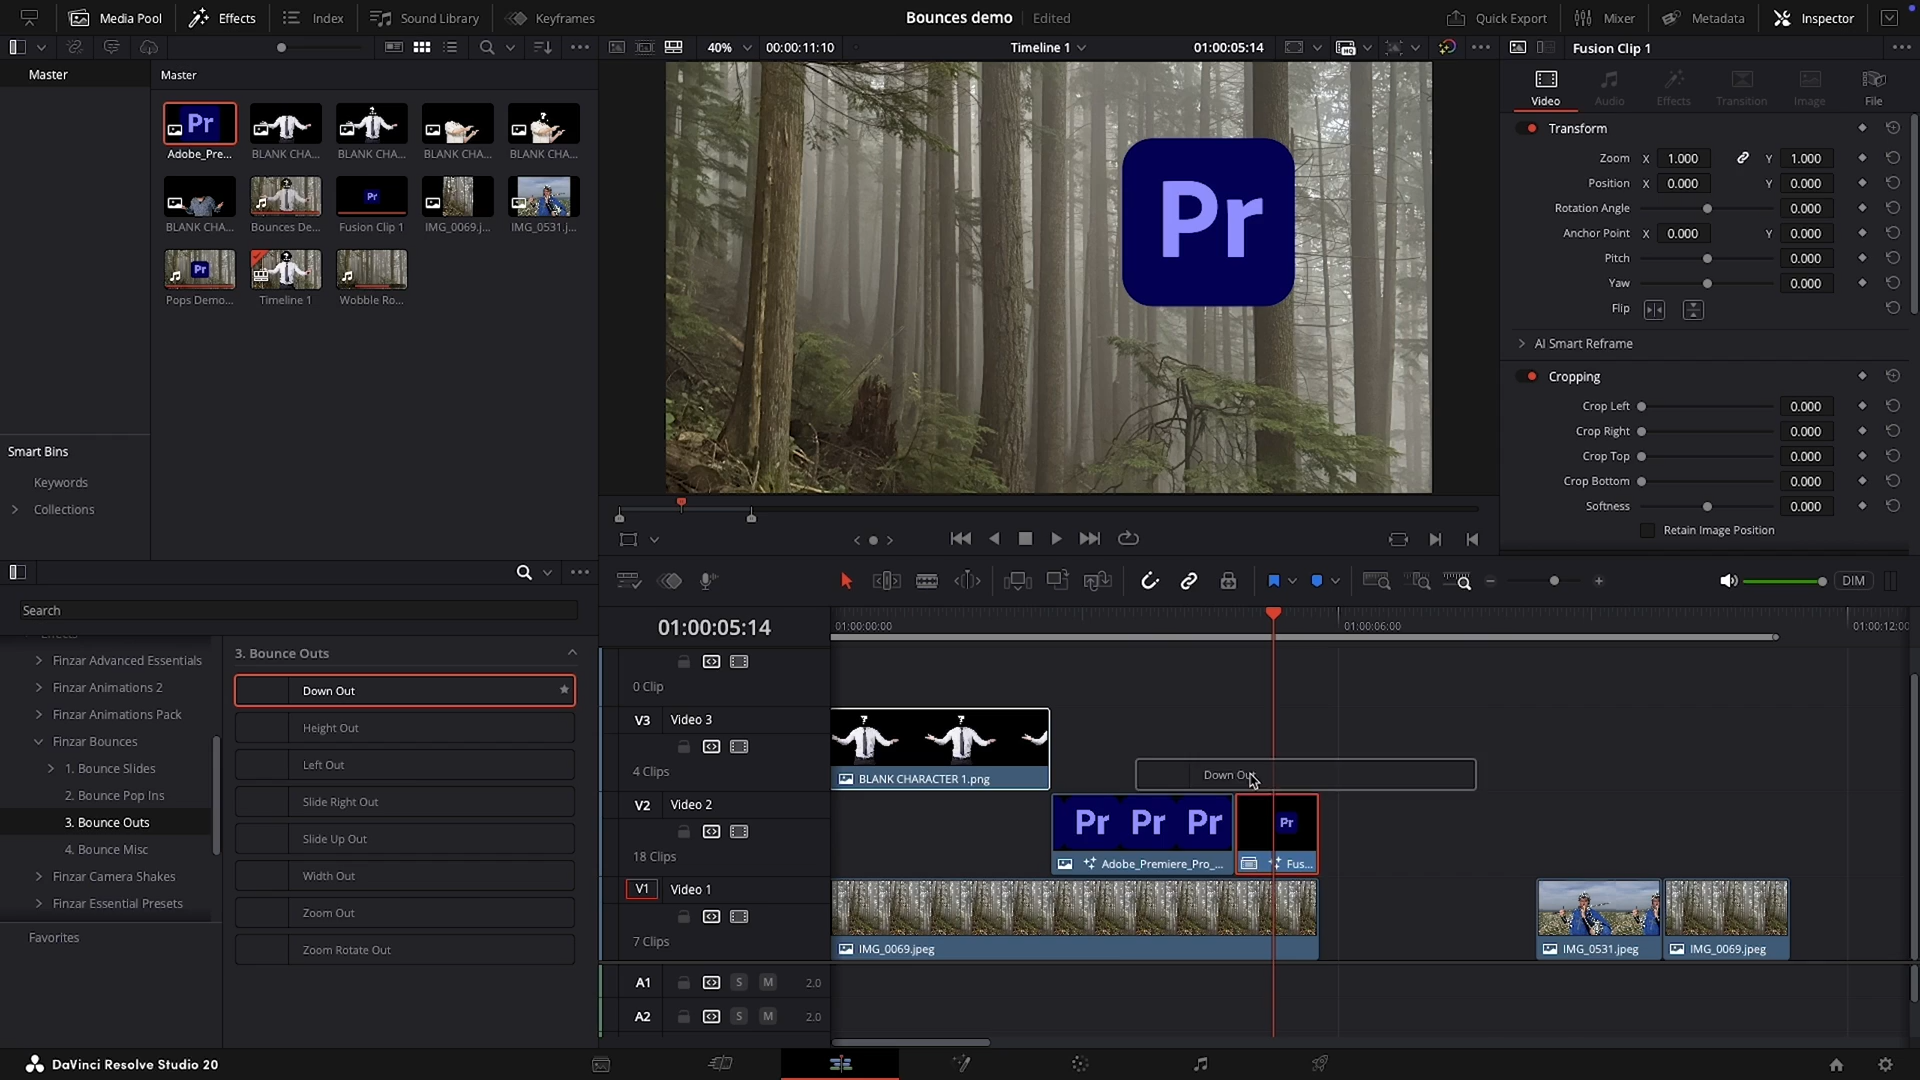 Media Pool
Effects
Index
Sound Library
Keyframes
Bounces demo
Edited
Quick Export
Mixer
Metadata
Inspector
40%
00:00:11:10
Timeline 1
01:00:05:14
Fusion Clip 1
Master
Master
Video
Audio
Effects
Transition
Image
File
Pr
Adobe_Pre...
BLANK CHA...
BLANK CHA...
BLANK CHA...
BLANK CHA...
Pr
BLANK CHA...
Bounces De...
Fusion Clip 1
IMG_0069.j...
IMG_0531.j...
Pr
Pops Demo...
Timeline 1
Wobble Ro...
Smart Bins
Keywords
Collections
Pr
Transform
Zoom X 1.000 Y 1.000
Position X 0.000 Y 0.000
Rotation Angle 0.000
Anchor Point X 0.000 Y 0.000
Pitch 0.000
Yaw 0.000
Flip
AI Smart Reframe
Cropping
Crop Left 0.000
Crop Right 0.000
Crop Top 0.000
Crop Bottom 0.000
Softness 0.000
Retain Image Position
Search
Finzar Advanced Essentials
Finzar Animations 2
Finzar Animations Pack
Finzar Bounces
1. Bounce Slides
2. Bounce Pop Ins
3. Bounce Outs
4. Bounce Misc
Finzar Camera Shakes
Finzar Essential Presets
Favorites
3. Bounce Outs
Down Out
Height Out
Left Out
Slide Right Out
Slide Up Out
Width Out
Zoom Out
Zoom Rotate Out
DIM
01:00:05:14
01:00:00:00
01:00:06:00
01:00:12:00
0 Clip
V3 Video 3
4 Clips
BLANK CHARACTER 1.png
Down Out
V2 Video 2
18 Clips
Pr Pr Pr
Adobe_Premiere_Pro_...
Pr
Fus...
V1 Video 1
7 Clips
IMG_0069.jpeg
IMG_0531.jpeg
IMG_0069.jpeg
A1 S M 2.0
A2 S M 2.0
DaVinci Resolve Studio 20